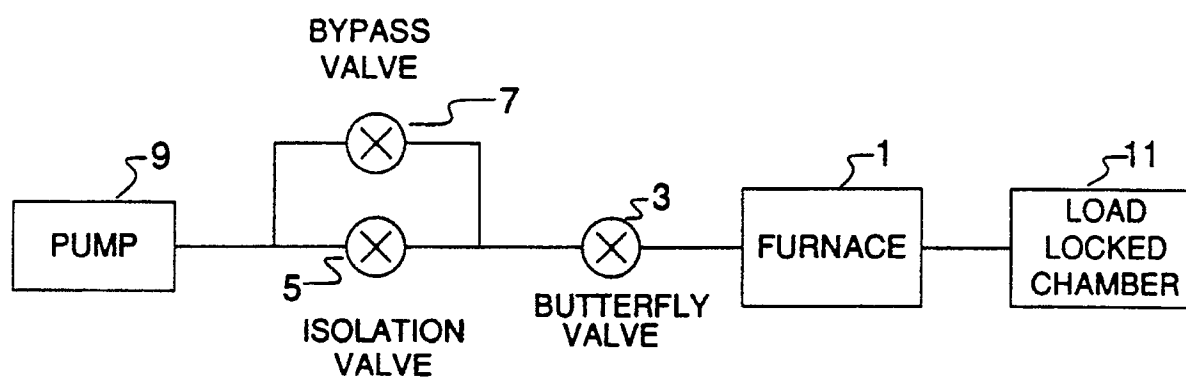 BYPASS
VALVE
7
9
PUMP
5
ISOLATION
VALVE
3
BUTTERFLY
VALVE
1
FURNACE
11
LOAD
LOCKED
CHAMBER